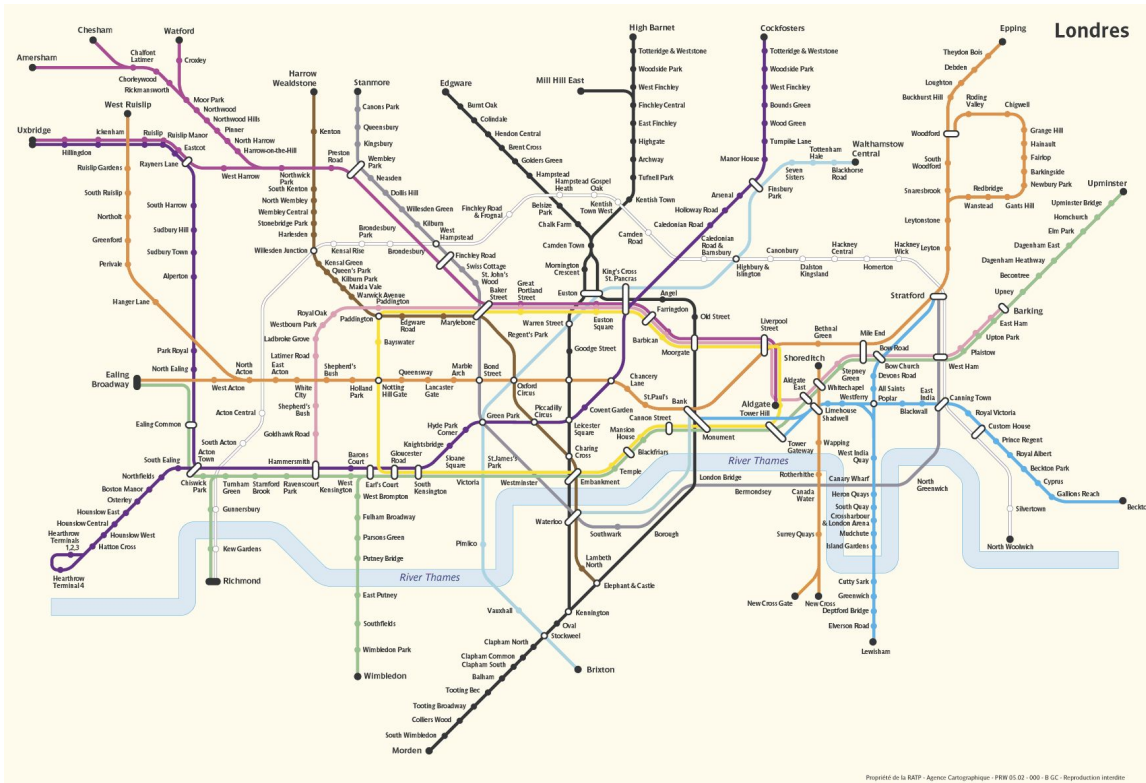 Londres
Chesham
Watford
Amersham
Chalfont
Latimer
Croxley
Chorleywood
Rickmansworth
Moor Park
Northwood
Northwood Hills
Pinner
North Harrow
Harrow-on-the-Hill
West Ruislip
Uxbridge
Ickenham
Ruislip
Ruislip Manor
Eastcot
Hillingdon
Rayners Lane
West Harrow
Northwick
Park
Preston
Road
Ruislip Gardens
South Ruislip
Northolt
Greenford
Perivale
Hanger Lane
South Harrow
Sudbury Hill
Sudbury Town
Alperton
Park Royal
North Ealing
Harrow
Wealdstone
Kenton
South Kenton
North Wembley
Wembley Central
Stonebridge Park
Harlesden
Willesden Junction
Kensal Green
Queen's Park
Kilburn Park
Maida Vale
Warwick Avenue
Paddington
Stanmore
Canons Park
Queensbury
Kingsbury
Wembley
Park
Neasden
Dollis Hill
Willesden Green
Kilburn
West
Hampstead
Finchley Road
Swiss Cottage
St. John's
Wood
Baker
Street
Kensal Rise
Brondesbury
Park
Brondesbury
Finchley Road
& Frognal
Hampstead
Heath
Gospel
Oak
Kentish
Town West
Camden
Road
Caledonian
Road &
Barnsbury
Highbury &
Islington
Canonbury
Dalston
Kingsland
Hackney
Central
Homerton
Hackney
Wick
Edgware
Burnt Oak
Colindale
Hendon Central
Brent Cross
Golders Green
Hampstead
Belsize
Park
Chalk Farm
Camden Town
Mornington
Crescent
Euston
Mill Hill East
High Barnet
Totteridge & Weststone
Woodside Park
West Finchley
Finchley Central
East Finchley
Highgate
Archway
Tufnell Park
Kentish Town
Cockfosters
Totteridge & Weststone
Woodside Park
West Finchley
Bounds Green
Wood Green
Turnpike Lane
Manor House
Finsbury
Park
Arsenal
Holloway Road
Caledonian Road
King's Cross
St. Pancras
Walthamstow
Central
Tottenham
Hale
Seven
Sisters
Blackhorse
Road
Epping
Theydon Bois
Debden
Loughton
Buckhurst Hill
Roding
Valley
Chigwell
Woodford
Grange Hill
Hainault
Fairlop
Barkingside
Newbury Park
South
Woodford
Snaresbrook
Redbridge
Wanstead
Gants Hill
Leytonstone
Leyton
Stratford
Upminster
Upminster Bridge
Hornchurch
Elm Park
Dagenham East
Dagenham Heathway
Becontree
Upney
Barking
East Ham
Upton Park
Plaistow
West Ham
Royal Oak
Westbourn Park
Ladbroke Grove
Latimer Road
White
City
Shepherd's
Bush
Goldhawk Road
Hammersmith
Paddington
Edgware
Road
Marylebone
Bayswater
Great
Portland
Street
Regent's Park
Warren Street
Euston
Square
Goodge Street
Angel
Old Street
Farringdon
Barbican
Moorgate
Liverpool
Street
Bethnal
Green
Mile End
Bow Road
Bow Church
Devons Road
All Saints
Poplar
Shoreditch
Whitechapel
Stepney
Green
Aldgate
East
Aldgate
Tower Hill
Tower
Gateway
Ealing
Broadway
West Acton
North
Acton
East
Acton
Shepherd's
Bush
Holland
Park
Notting
Hill Gate
Queensway
Lancaster
Gate
Marble
Arch
Bond
Street
Oxford
Circus
Chancery
Lane
St.Paul's
Bank
Monument
Cannon Street
Mansion
House
Blackfriars
Temple
Embankment
Green Park
Piccadilly
Circus
Leicester
Square
Covent Garden
Charing
Cross
Hyde Park
Corner
Knightsbridge
Sloane
Square
South
Kensington
Gloucester
Road
Earl's Court
Barons
Court
West
Kensington
Victoria
St.James's
Park
Westminster
Ealing Common
Acton Central
South Acton
Acton
Town
Chiswick
Park
Turnham
Green
Stamford
Brook
Ravenscourt
Park
Gunnersbury
Kew Gardens
Richmond
South Ealing
Northfields
Boston Manor
Osterley
Hounslow East
Hounslow Central
Hounslow West
Hatton Cross
Hearthrow
Terminals
1,2,3
Hearthrow
Terminal 4
West Brompton
Fulham Broadway
Parsons Green
Putney Bridge
East Putney
Southfields
Wimbledon Park
Wimbledon
River Thames
River Thames
Pimlico
Vauxhall
Stockweel
Brixton
Waterloo
Southwark
Lambeth
North
Elephant & Castle
Kennington
Oval
Borough
London Bridge
Bermondsey
Canada
Water
Clapham North
Clapham Common
Clapham South
Balham
Tooting Bec
Tooting Broadway
Colliers Wood
South Wimbledon
Morden
Limehouse
Shadwell
Westferry
Blackwall
East
India
Canning Town
Wapping
Rotherhithe
Surrey Quays
New Cross Gate
New Cross
West India
Quay
Canary Wharf
Heron Quays
South Quay
Crossharbour
& London Arena
Mudchute
Island Gardens
Cutty Sark
Greenwich
Deptford Bridge
Elverson Road
Lewisham
North
Greenwich
Royal Victoria
Custom House
Prince Regent
Royal Albert
Beckton Park
Cyprus
Gallions Reach
Silvertown
North Woolwich
Propriété de la RATP - Agence Cartographique - PRW 05.02 - 000 - B GC - Reproduction interdite